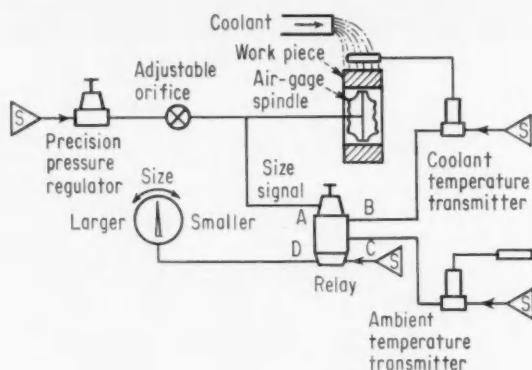 Coolant
Work piece
Adjustable
orifice
Air-gage
spindle
S
Precision
pressure
regulator
S
Coolant
temperature
transmitter
Size
signal
Size
Larger
Smaller
A
B
D
C
S
Relay
S
Ambient
temperature
transmitter